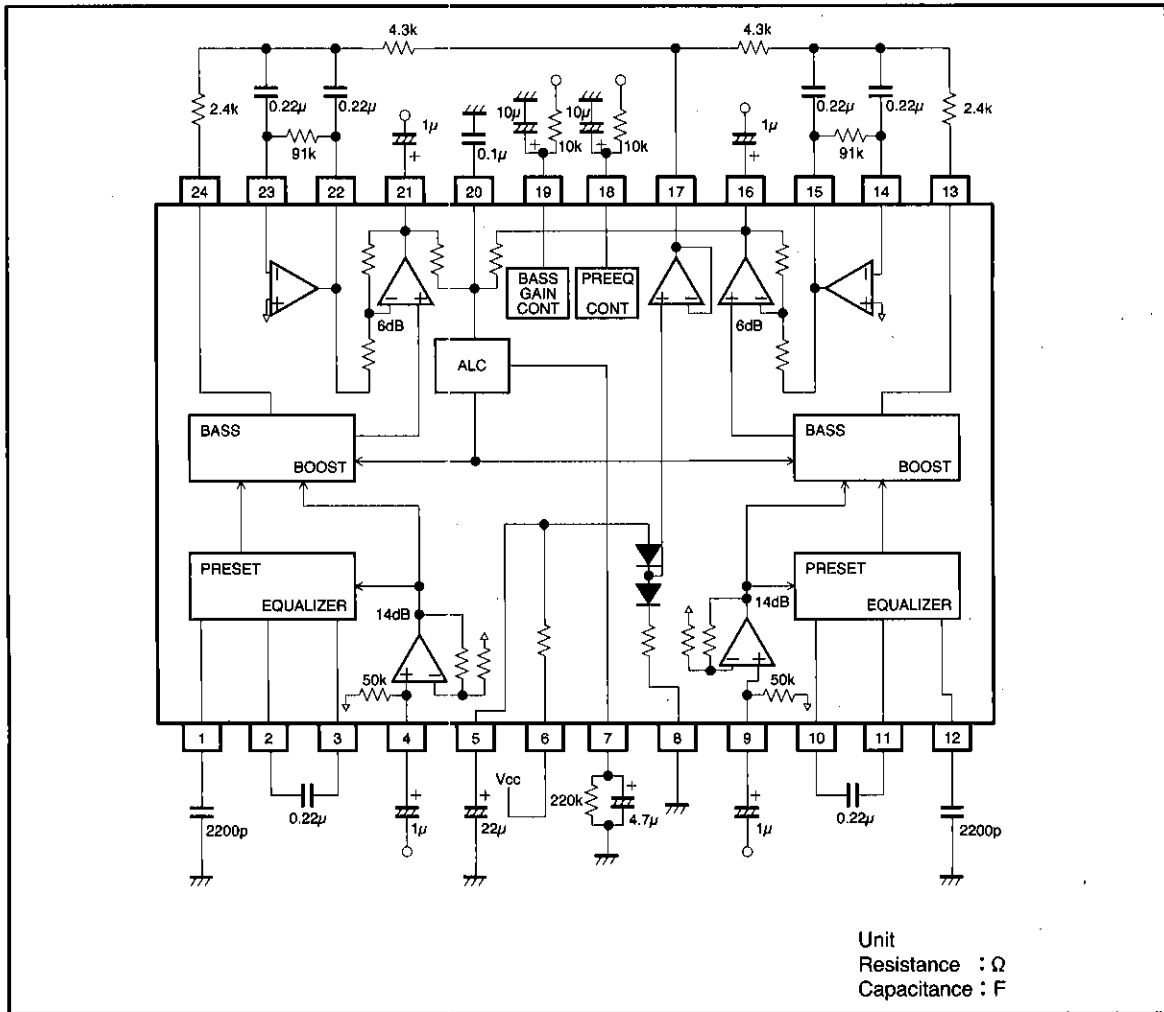 4.3k 4.3k
2.4k 0.22μ 0.22μ 1μ + 0.1μ 10μ + 10k 10μ + 10k 1μ + 0.22μ 0.22μ 2.4k
91k 91k
24 23 22 21 20 19 18 17 16 15 14 13
BASS GAIN CONT
PREEQ CONT
6dB 6dB
ALC
BASS BOOST
BASS BOOST
PRESET EQUALIZER
PRESET EQUALIZER
14dB 14dB
50k 50k
1 2 3 4 5 6 7 8 9 10 11 12
Vcc
2200p 0.22μ + 1μ + 22μ 220k + 4.7μ + 1μ 0.22μ 2200p
Unit
Resistance : Ω
Capacitance : F